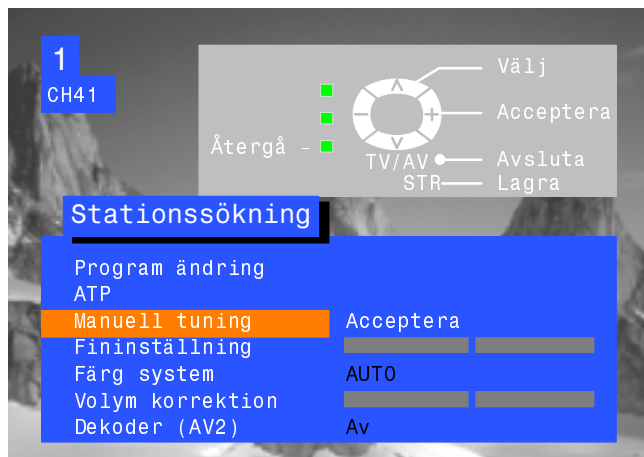 1
CH41
Välj
Acceptera
Återgå
TV/AV Avsluta
STR Lagra
Stationssökning
Program ändring
ATP
Manuell tuning Acceptera
Fininställning
Färg system AUTO
Volym korrektion
Dekoder (AV2) Av